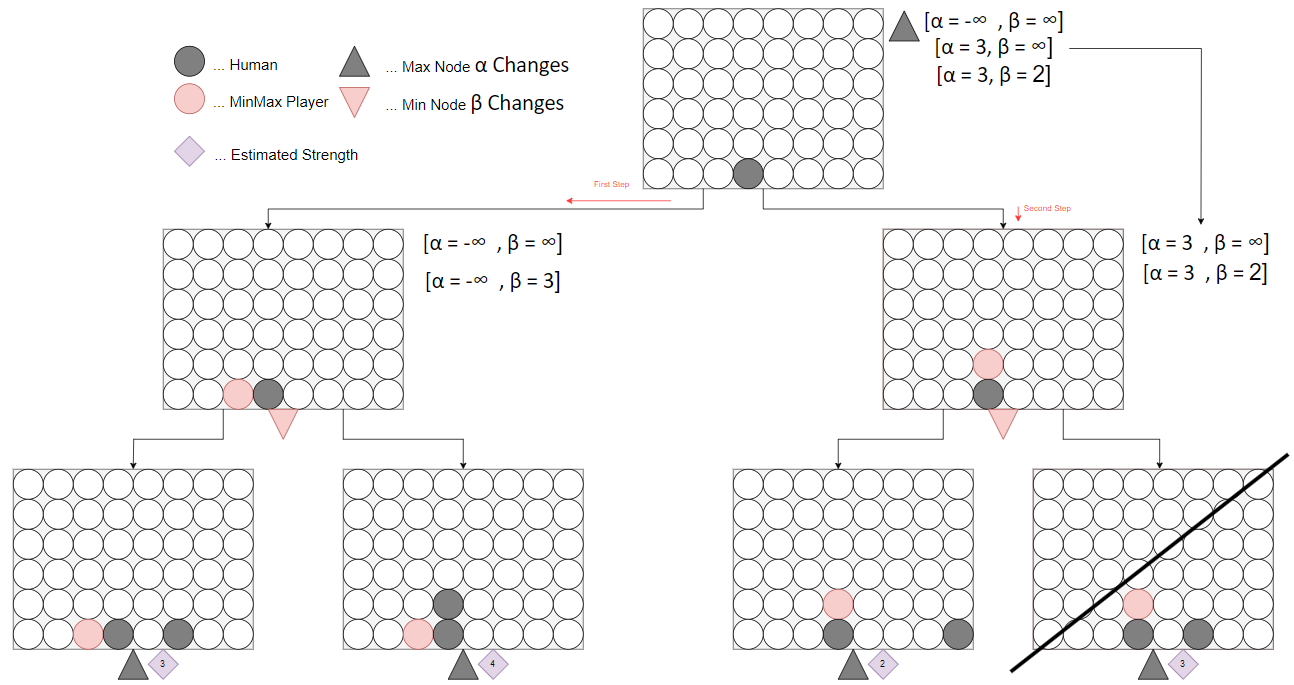 [α = -∞ , β = ∞]
[α = 3, β = ∞]
[α = 3, β = 2]
... Human
... Max Node α Changes
... MinMax Player
... Min Node β Changes
... Estimated Strength
First Step
Second Step
[α = -∞ , β = ∞]
[α = -∞ , β = 3]
[α = 3 , β = ∞]
[α = 3 , β = 2]
3
4
2
3